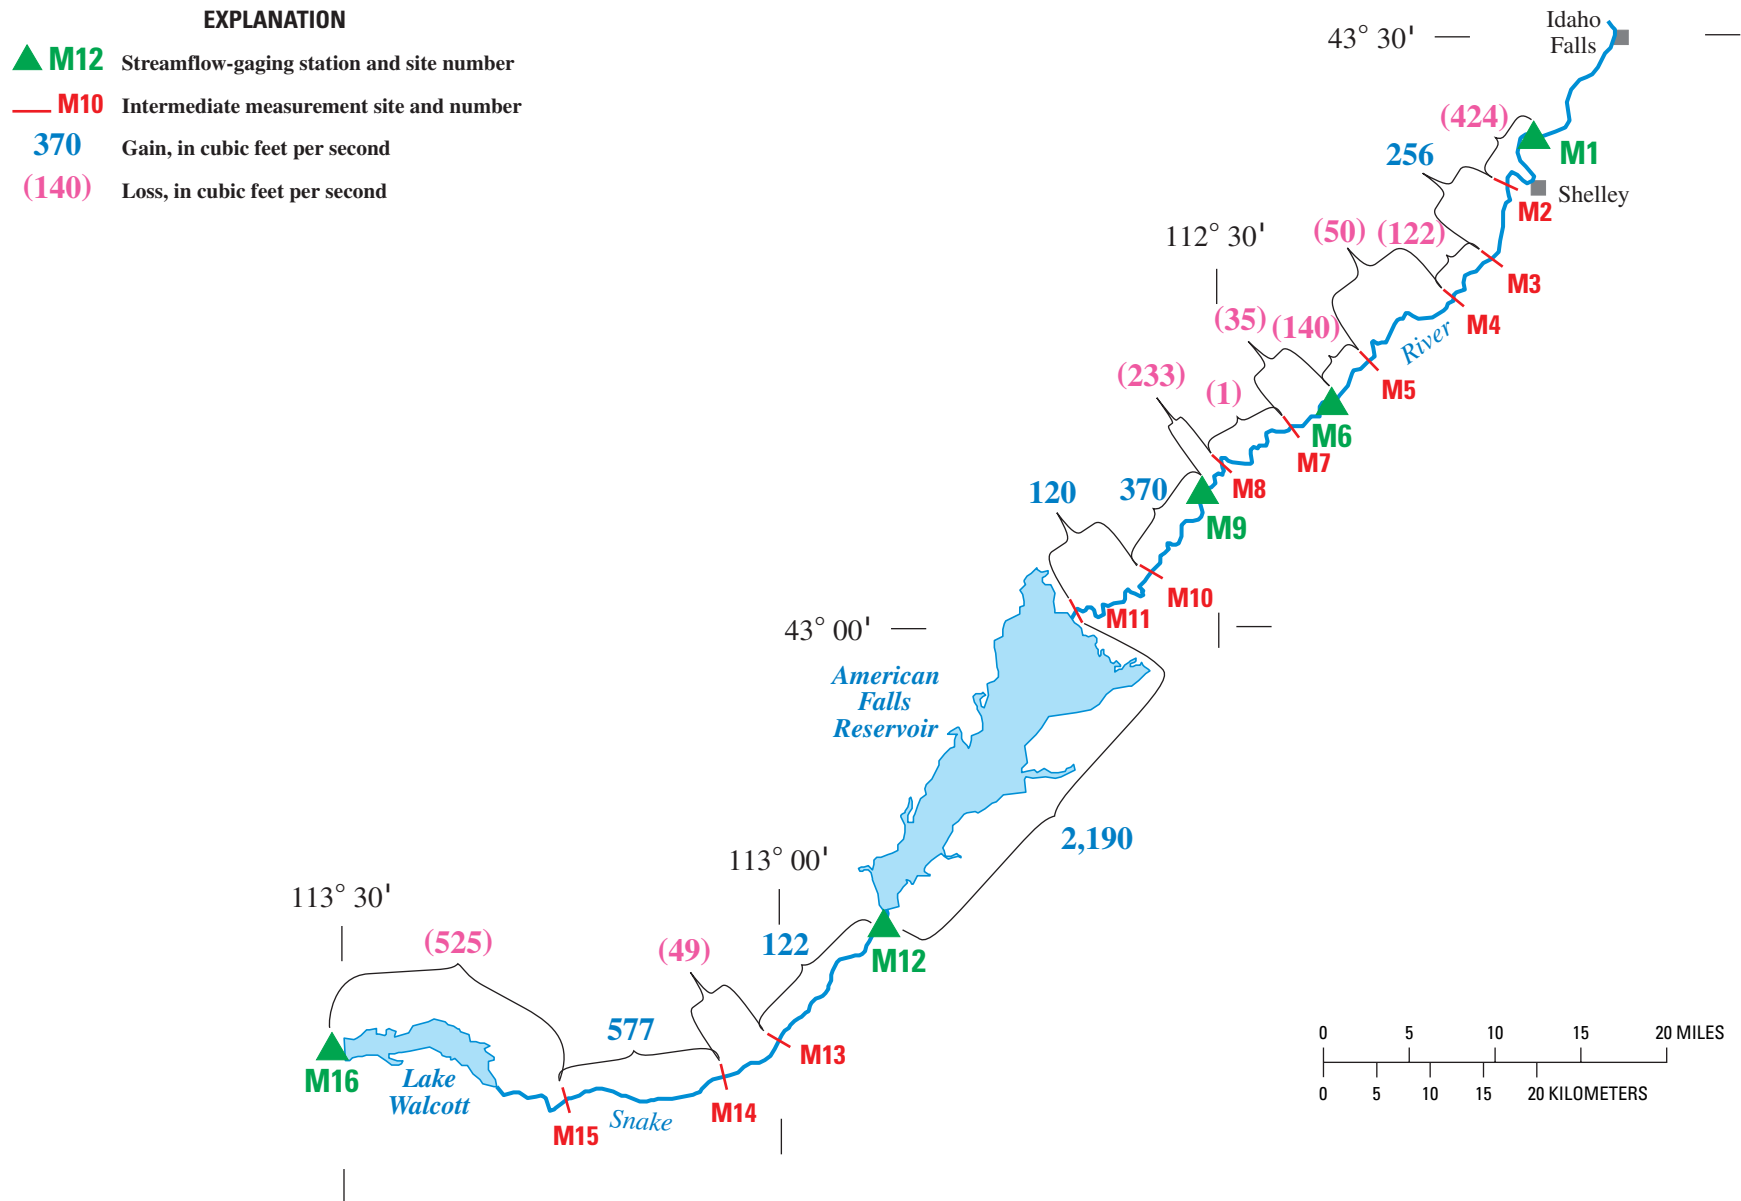 EXPLANATION
M12 Streamflow-gaging station and site number
M10 Intermediate measurement site and number
370 Gain, in cubic feet per second
(140) Loss, in cubic feet per second
Idaho
Falls
43° 30'
(424)
M1
256
Shelley
M2
112° 30'
(50)
(122)
M3
M4
River
(35)
(140)
M5
(233)
(1)
M6
M7
M8
120
370
M9
M10
M11
43° 00'
American
Falls
Reservoir
2,190
113° 00'
113° 30'
(525)
(49)
122
M12
577
M13
M16
Lake
Walcott
M14
Snake
M15
0 5 10 15 20 MILES
0 5 10 15 20 KILOMETERS